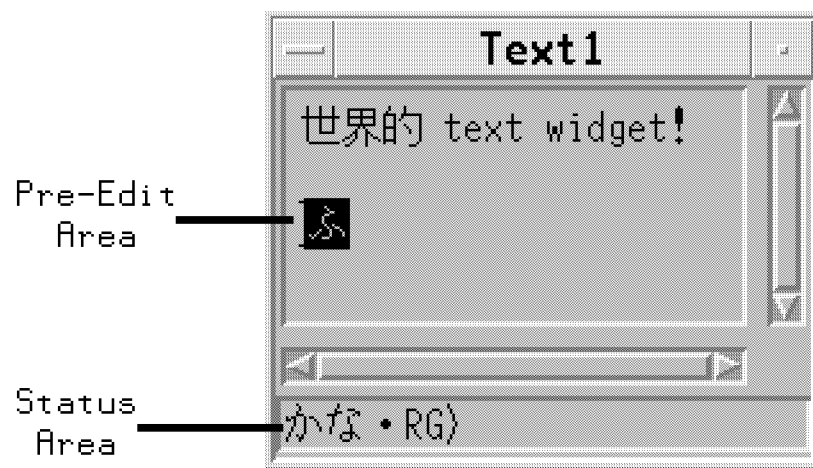 Text1
世界的 text widget!
Pre-Edit
Area
ふ
Status
Area
かな・RG)